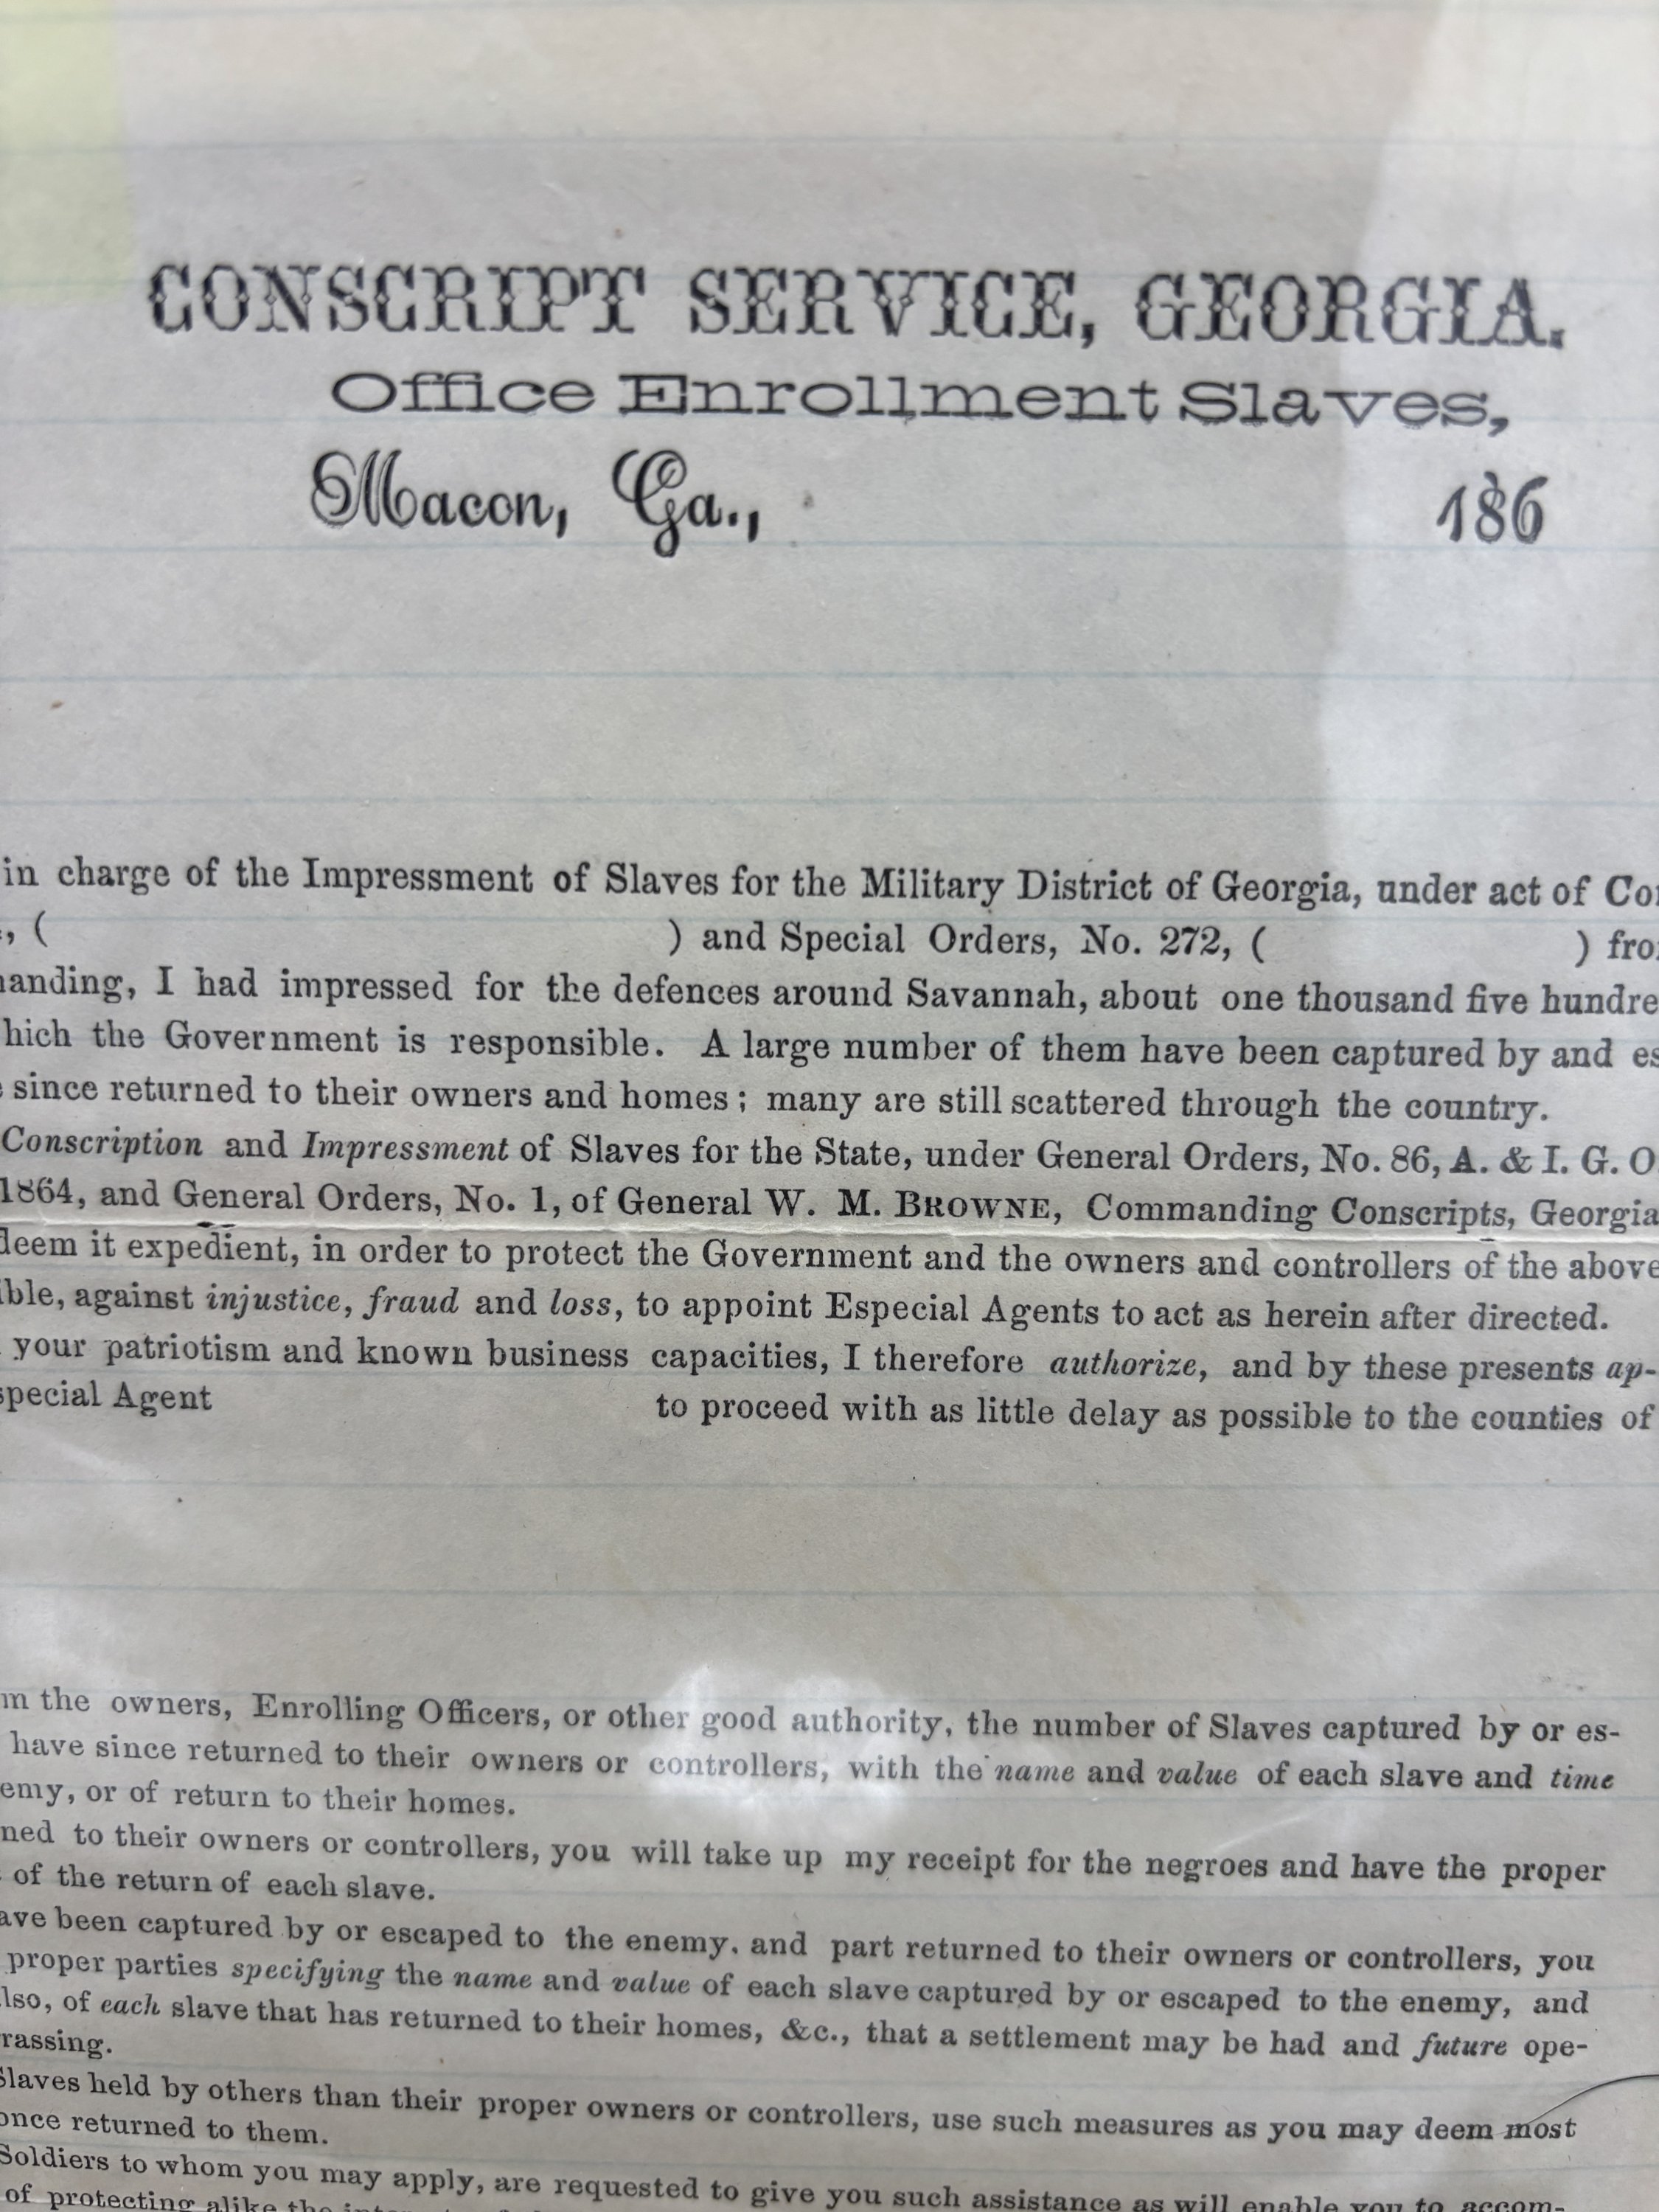 CONSCRIPT SERVICE, GEORGIA.
Office Enrollment Slaves,
Macon, Ga., 186
in charge of the Impressment of Slaves for the Military District of Georgia, under act of Con
, ( ) and Special Orders, No. 272, ( ) fro
anding, I had impressed for the defences around Savannah, about one thousand five hundre
hich the Government is responsible. A large number of them have been captured by and es
since returned to their owners and homes; many are still scattered through the country.
Conscription and Impressment of Slaves for the State, under General Orders, No. 86, A. & I. G. O
1864, and General Orders, No. 1, of General W. M. BROWNE, Commanding Conscripts, Georgia
deem it expedient, in order to protect the Government and the owners and controllers of the above
ible, against injustice, fraud and loss, to appoint Especial Agents to act as herein after directed.
your patriotism and known business capacities, I therefore authorize, and by these presents ap-
special Agent to proceed with as little delay as possible to the counties of
m the owners, Enrolling Officers, or other good authority, the number of Slaves captured by or es-
have since returned to their owners or controllers, with the name and value of each slave and time
emy, or of return to their homes.
ned to their owners or controllers, you will take up my receipt for the negroes and have the proper
of the return of each slave.
ave been captured by or escaped to the enemy. and part returned to their owners or controllers, you
proper parties specifying the name and value of each slave captured by or escaped to the enemy, and
lso, of each slave that has returned to their homes, &c., that a settlement may be had and future ope-
rassing.
Slaves held by others than their proper owners or controllers, use such measures as you may deem most
once returned to them.
Soldiers to whom you may apply, are requested to give you such assistance as will enable you to accom-
of protecting alike the